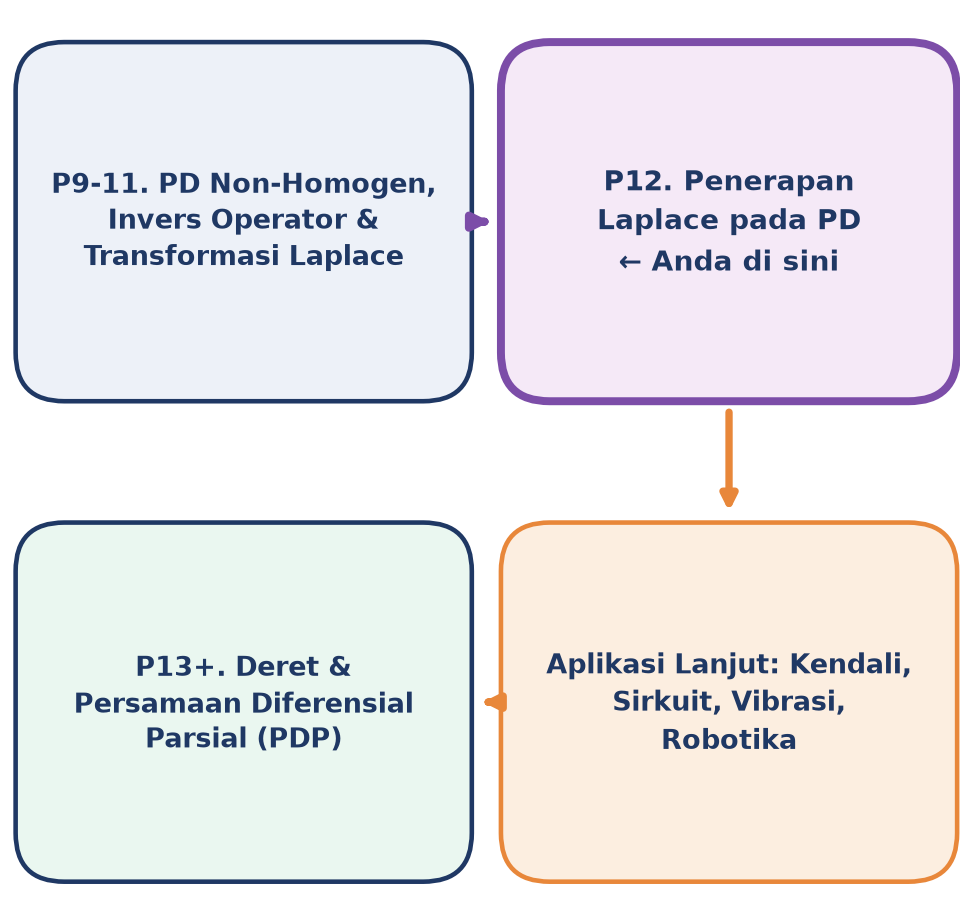 P9-11. PD Non-Homogen,
Invers Operator &
Transformasi Laplace
P12. Penerapan
Laplace pada PD
← Anda di sini
Aplikasi Lanjut: Kendali,
Sirkuit, Vibrasi,
Robotika
P13+. Deret &
Persamaan Diferensial
Parsial (PDP)